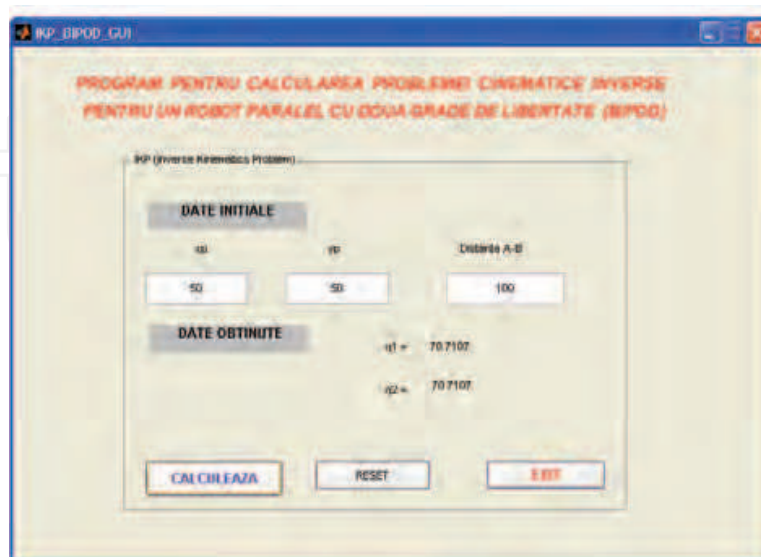 IKP_BIPOD_GUI
PROGRAM PENTRU CALCULAREA PROBLEMEI CINEMATICE INVERSE
PENTRU UN ROBOT PARALEL CU DOUA GRADE DE LIBERTATE (BIPOD)
IKP (Inverse Kinematics Problem)
DATE INITIALE
xp yp Distanta A-B
50 50 100
DATE OBTINUTE
q1 = 70.7107
q2 = 70.7107
CALCULEAZA RESET EXIT